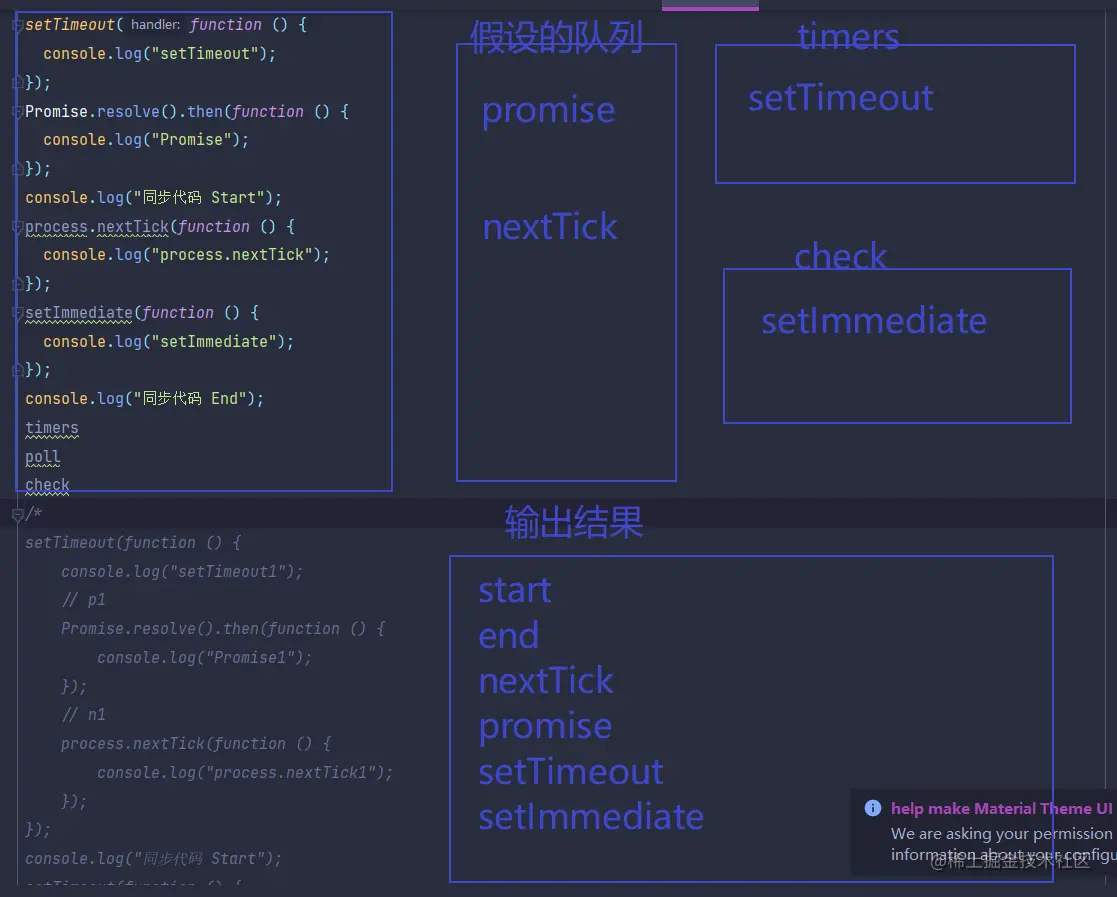 setTimeout( handler: function () {
console.log("setTimeout");
});
Promise.resolve().then(function () {
console.log("Promise");
});
console.log("同步代码 Start");
process.nextTick(function () {
console.log("process.nextTick");
});
setImmediate(function () {
console.log("setImmediate");
});
console.log("同步代码 End");
timers
poll
check
/*
setTimeout(function () {
console.log("setTimeout1");
// p1
Promise.resolve().then(function () {
console.log("Promise1");
});
// n1
process.nextTick(function () {
console.log("process.nextTick1");
});
});
console.log("同步代码 Start");
setTimeout(function () {
假设的队列
promise
nextTick
timers
setTimeout
check
setImmediate
输出结果
start
end
nextTick
promise
setTimeout
setImmediate
help make Material Theme UI
We are asking your permission
information about your configu
@稀土掘金技术社区